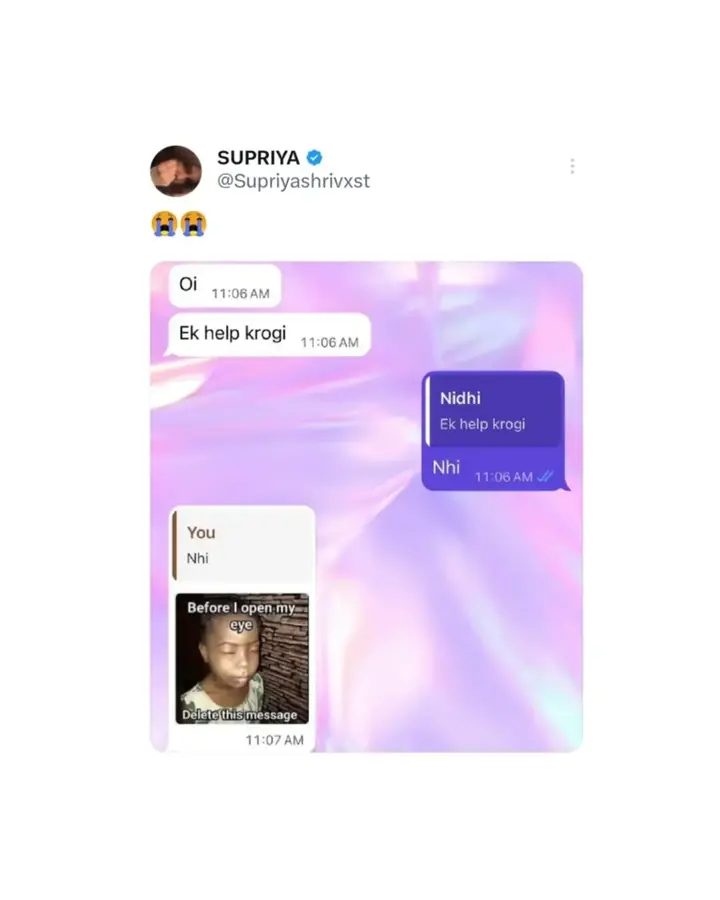 SUPRIYA
@Supriyashrivxst
😭😭
Oi 11:06 AM
Ek help krogi 11:06 AM
Nidhi
Ek help krogi
Nhi 11:06 AM
You
Nhi
Before I open my
eye
Delete this message
11:07 AM